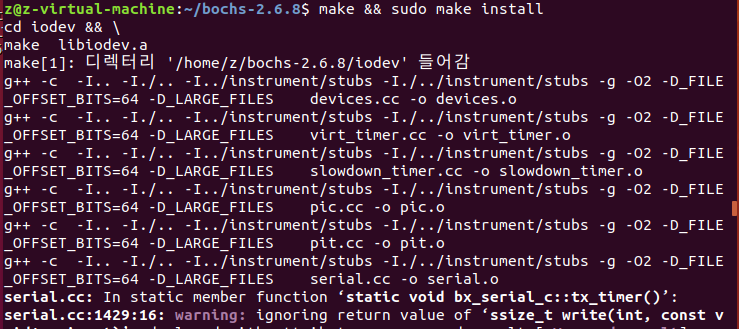 z@z-virtual-machine:~/bochs-2.6.8$ make && sudo make install
cd iodev && \
make  libiodev.a
make[1]: 디렉터리 '/home/z/bochs-2.6.8/iodev' 들어감
g++ -c  -I.. -I./.. -I../instrument/stubs -I./../instrument/stubs -g -O2 -D_FILE
_OFFSET_BITS=64 -D_LARGE_FILES    devices.cc -o devices.o
g++ -c  -I.. -I./.. -I../instrument/stubs -I./../instrument/stubs -g -O2 -D_FILE
_OFFSET_BITS=64 -D_LARGE_FILES    virt_timer.cc -o virt_timer.o
g++ -c  -I.. -I./.. -I../instrument/stubs -I./../instrument/stubs -g -O2 -D_FILE
_OFFSET_BITS=64 -D_LARGE_FILES    slowdown_timer.cc -o slowdown_timer.o
g++ -c  -I.. -I./.. -I../instrument/stubs -I./../instrument/stubs -g -O2 -D_FILE
_OFFSET_BITS=64 -D_LARGE_FILES    pic.cc -o pic.o
g++ -c  -I.. -I./.. -I../instrument/stubs -I./../instrument/stubs -g -O2 -D_FILE
_OFFSET_BITS=64 -D_LARGE_FILES    pit.cc -o pit.o
g++ -c  -I.. -I./.. -I../instrument/stubs -I./../instrument/stubs -g -O2 -D_FILE
_OFFSET_BITS=64 -D_LARGE_FILES    serial.cc -o serial.o
serial.cc: In static member function ‘static void bx_serial_c::tx_timer()’:
serial.cc:1429:16: warning: ignoring return value of ‘ssize_t write(int, const v